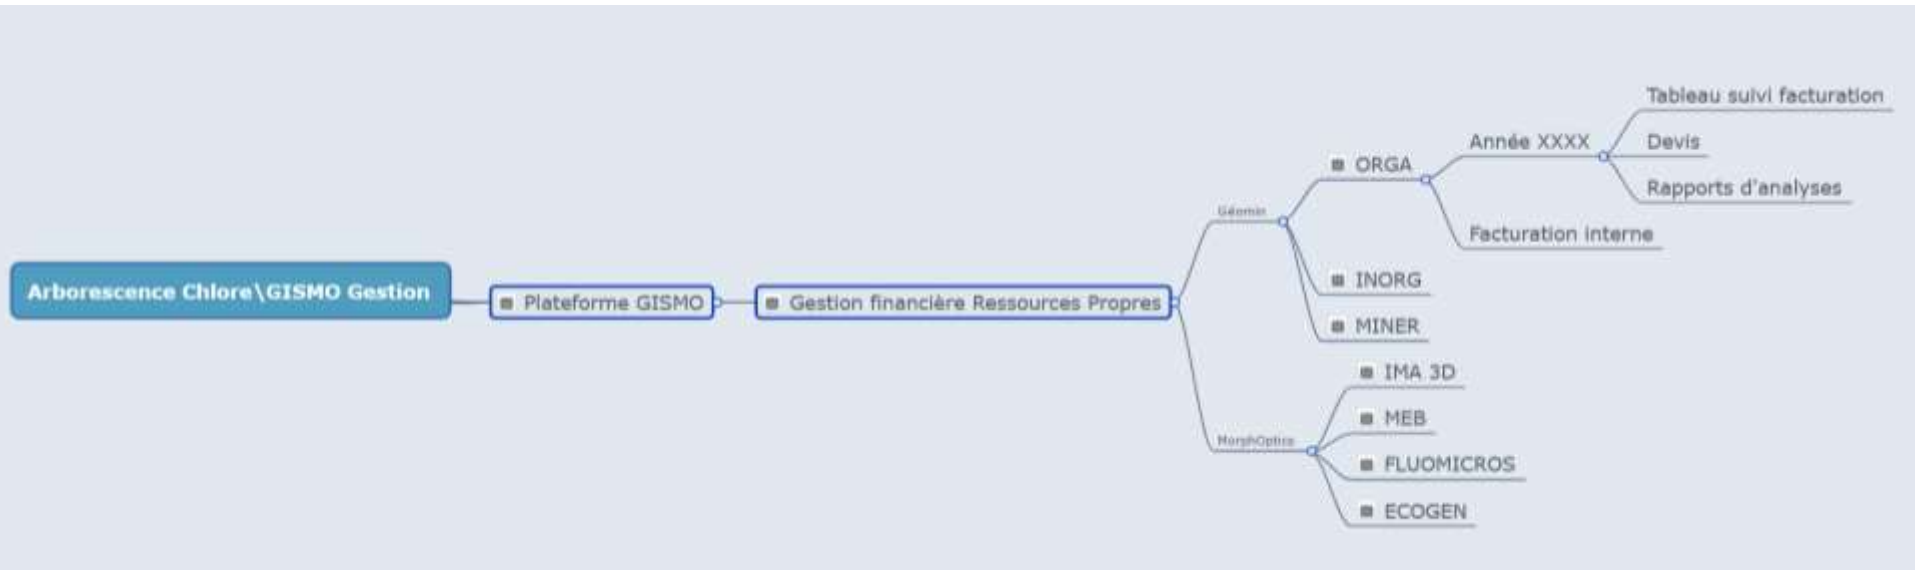 Arborescence Chlore\GISMO Gestion
Plateforme GISMO
Gestion financière Ressources Propres
Géomin
ORGA
Année XXXX
Tableau suivi facturation
Devis
Rapports d'analyses
Facturation interne
INORG
MINER
MorphOptics
IMA 3D
MEB
FLUOMICROS
ECOGEN